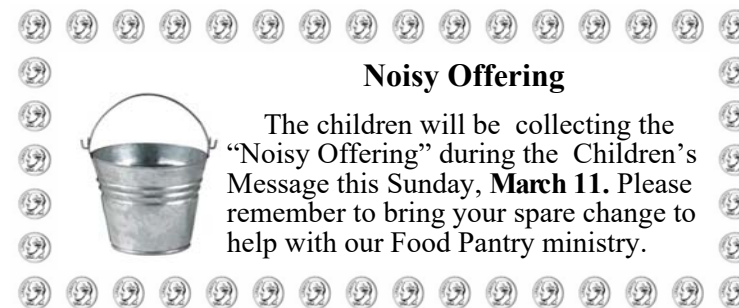 Noisy Offering
The children will be collecting the
“Noisy Offering” during the Children’s
Message this Sunday, March 11. Please
remember to bring your spare change to
help with our Food Pantry ministry.